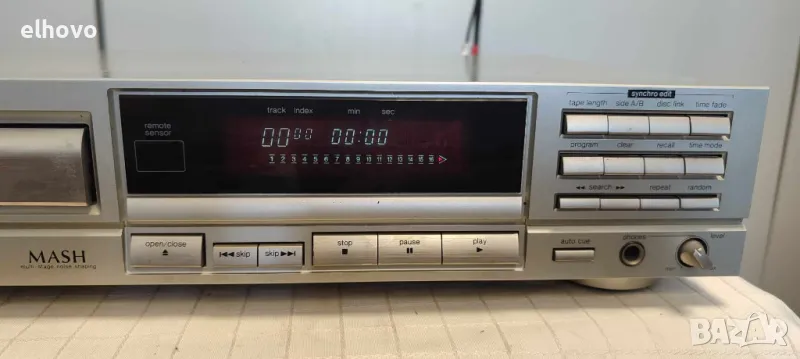 elhovo
synchro edit
track index min sec
tape length side A/B disc link time fade
remote sensor
00 00 00:00
program clear recall time mode
1 2 3 4 5 6 7 8 9 10 11 12 13 14 15 16
◄◄ search ►► repeat random
MASH
multi-stage noise shaping
open/close
skip
skip
stop
pause
play
auto cue
phones
level
BAZAR